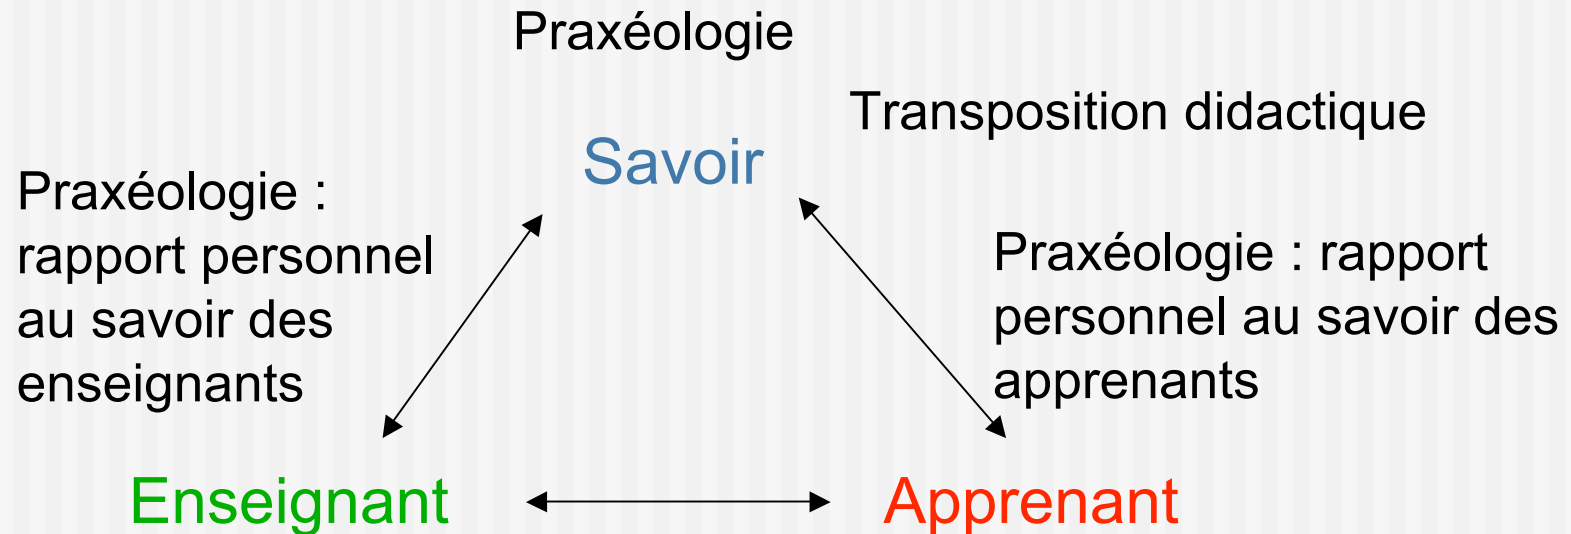 Praxéologie
Transposition didactique
Savoir
Praxéologie :
rapport personnel
au savoir des
enseignants
Praxéologie : rapport
personnel au savoir des
apprenants
Enseignant
Apprenant